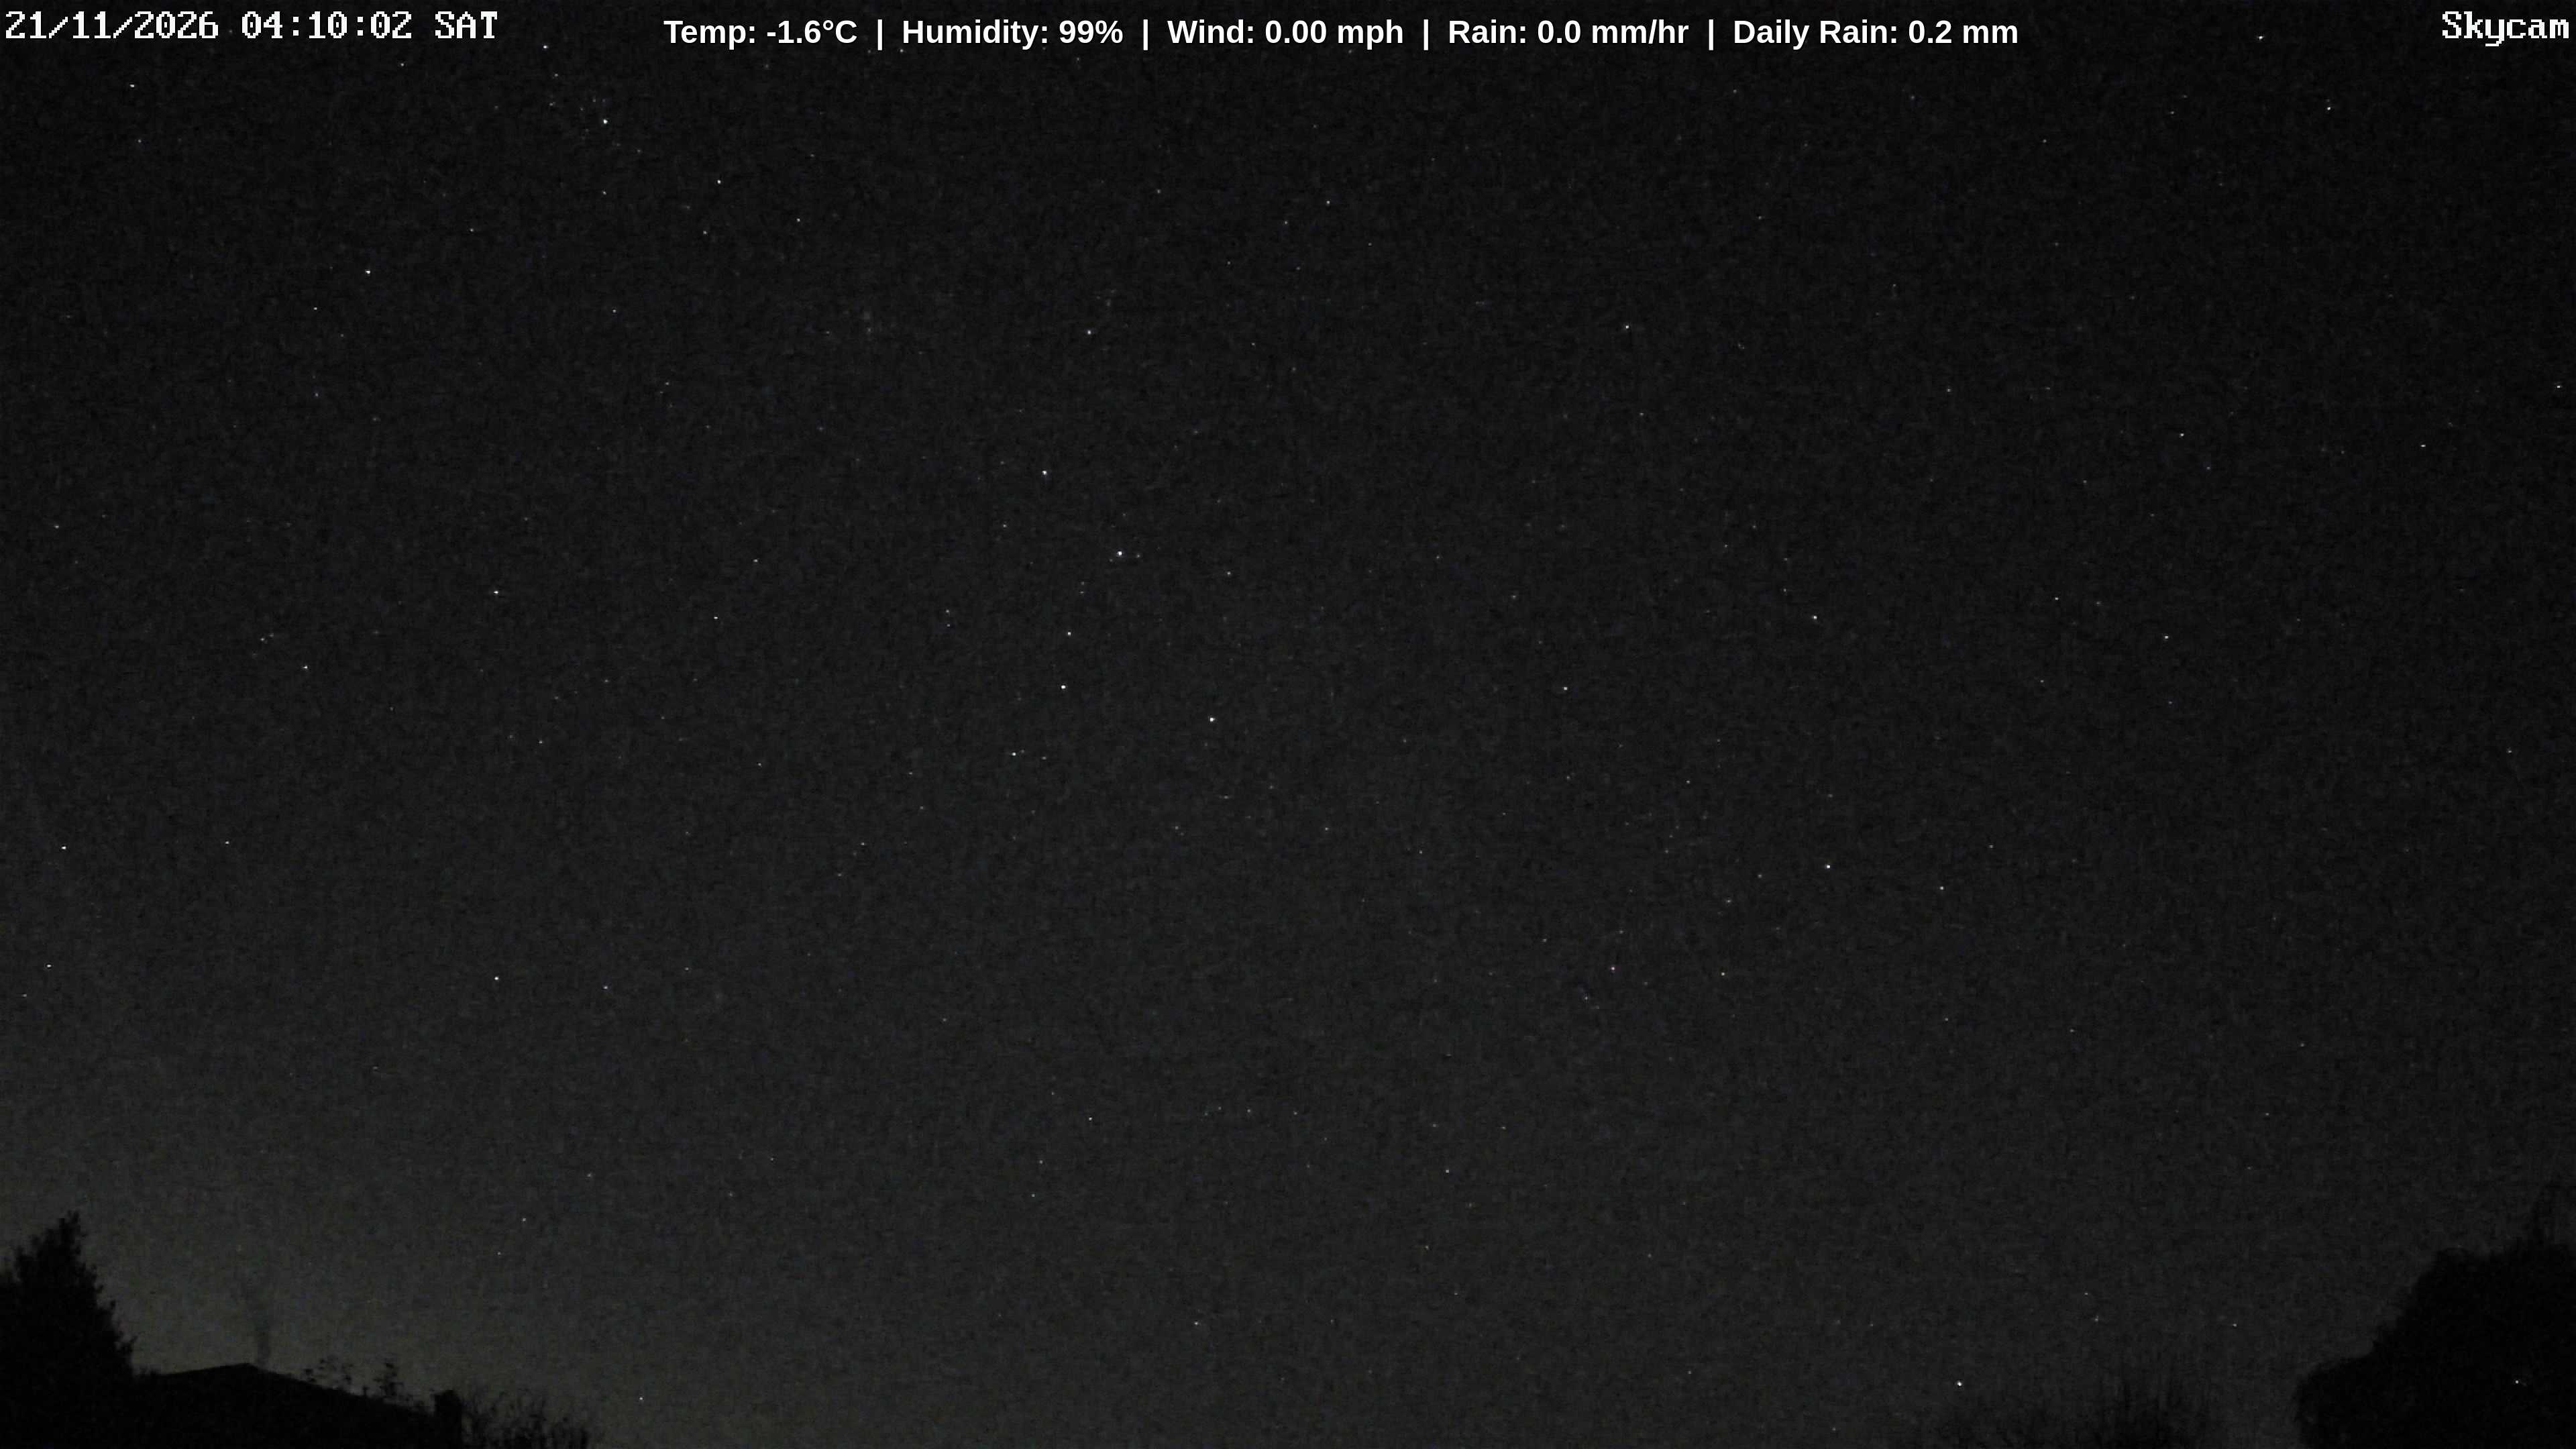 21/11/2026 04:10:02 SAT
Temp: -1.6°C | Humidity: 99% | Wind: 0.00 mph | Rain: 0.0 mm/hr | Daily Rain: 0.2 mm
Skycam